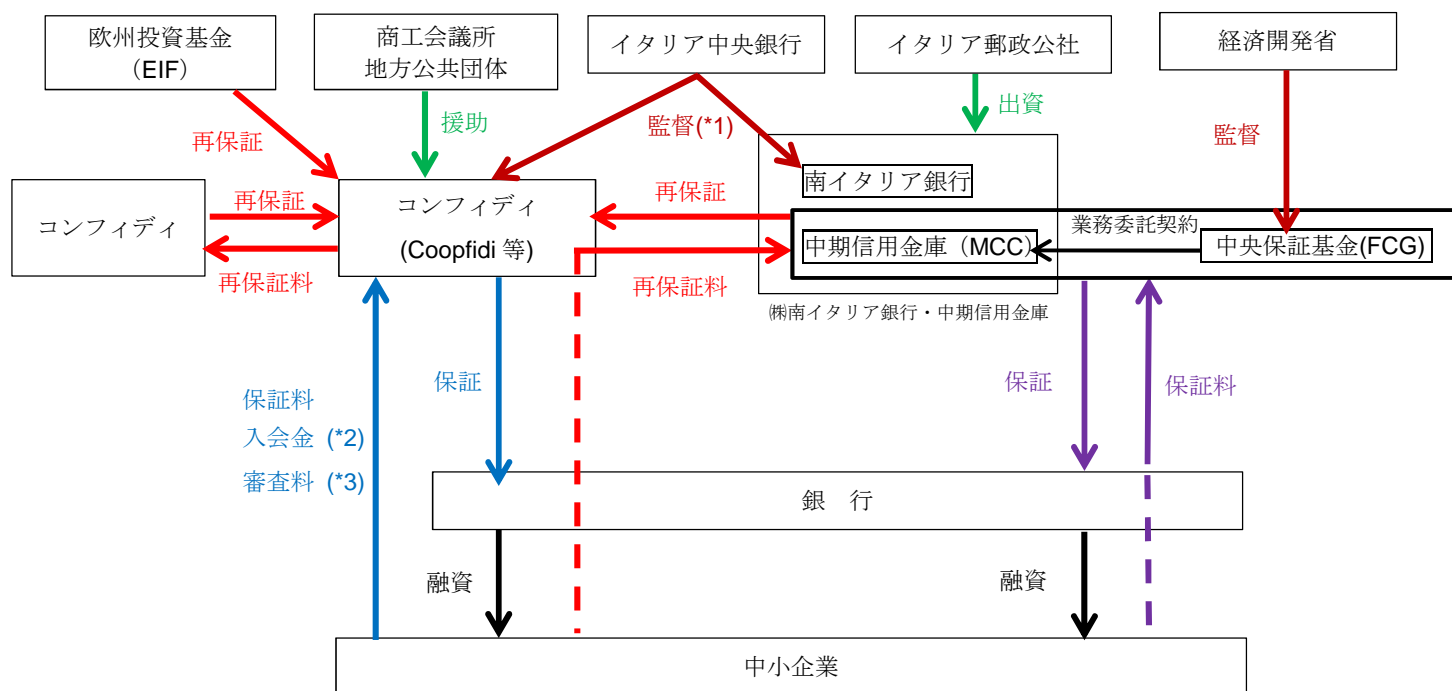 欧州投資基金
（EIF）
商工会議所
地方公共団体
イタリア中央銀行
イタリア郵政公社
経済開発省
援助
出資
監督(*1)
監督
再保証
南イタリア銀行
再保証
再保証
コンフィディ
コンフィディ
(Coopfidi 等)
業務委託契約
中期信用金庫（MCC）
中央保証基金(FCG)
再保証料
再保証料
㈱南イタリア銀行・中期信用金庫
保証
保証
保証料
保証料
入会金 (*2)
審査料 (*3)
銀　行
融資
融資
中小企業